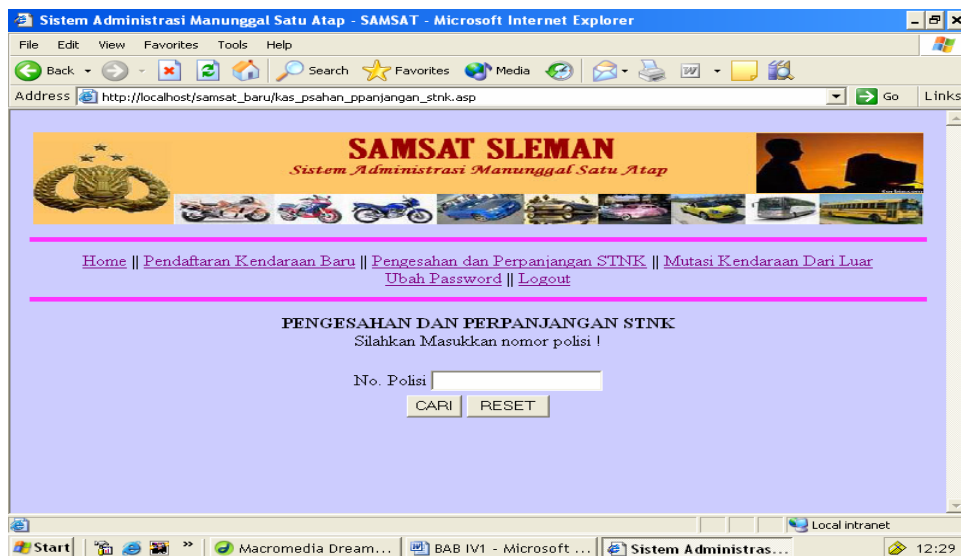 Sistem Administrasi Manunggal Satu Atap - SAMSAT - Microsoft Internet Explorer
File Edit View Favorites Tools Help
Back Search Favorites Media
Address http://localhost/samsat_baru/kas_psahan_ppanjangan_stnk.asp Go Links
SAMSAT SLEMAN
Sistem Administrasi Manunggal Satu Atap
Home || Pendaftaran Kendaraan Baru || Pengesahan dan Perpanjangan STNK || Mutasi Kendaraan Dari Luar
Ubah Password || Logout
PENGESAHAN DAN PERPANJANGAN STNK
Silahkan Masukkan nomor polisi !
No. Polisi
CARI RESET
Local intranet
Start » Macromedia Dream... BAB IV1 - Microsoft ... Sistem Administras... 12:29